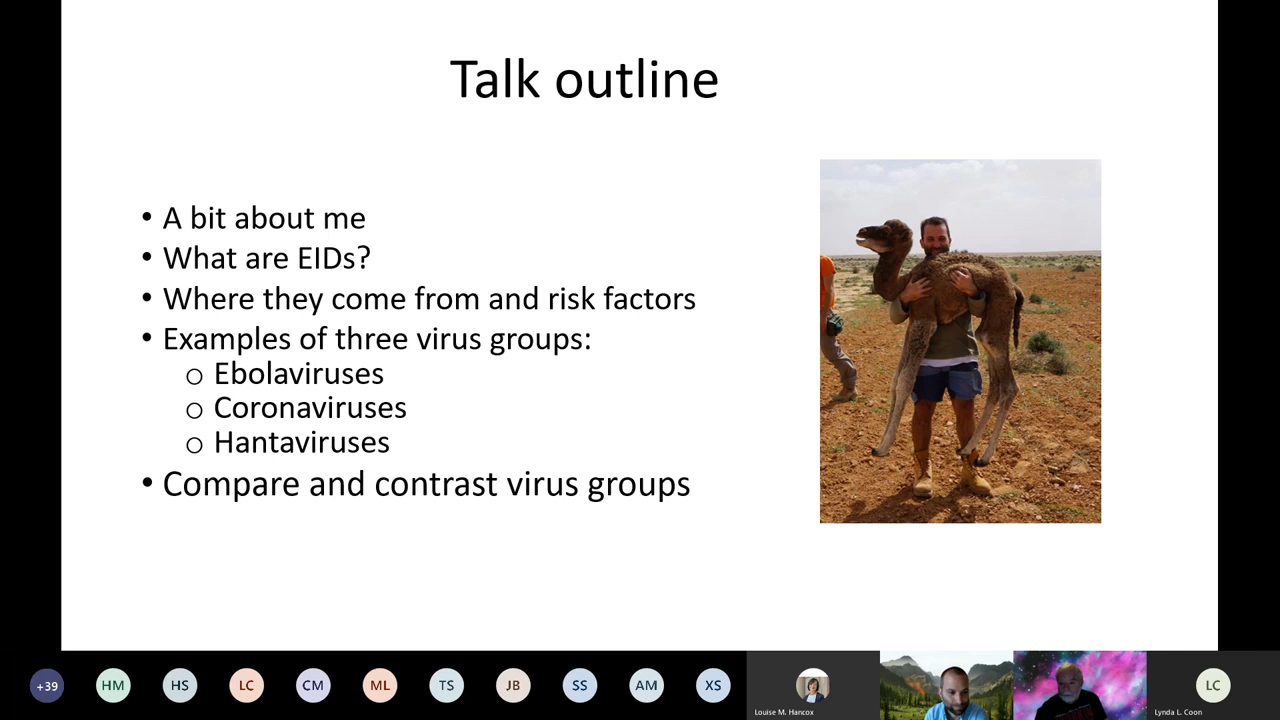 Talk outline
• A bit about me
• What are EIDs?
• Where they come from and risk factors
• Examples of three virus groups:
o Ebolaviruses
o Coronaviruses
o Hantaviruses
• Compare and contrast virus groups
+39
HM
HS
LC
CM
ML
TS
JB
SS
AM
XS
Louise M. Hancox
LC
Lynda L. Coon